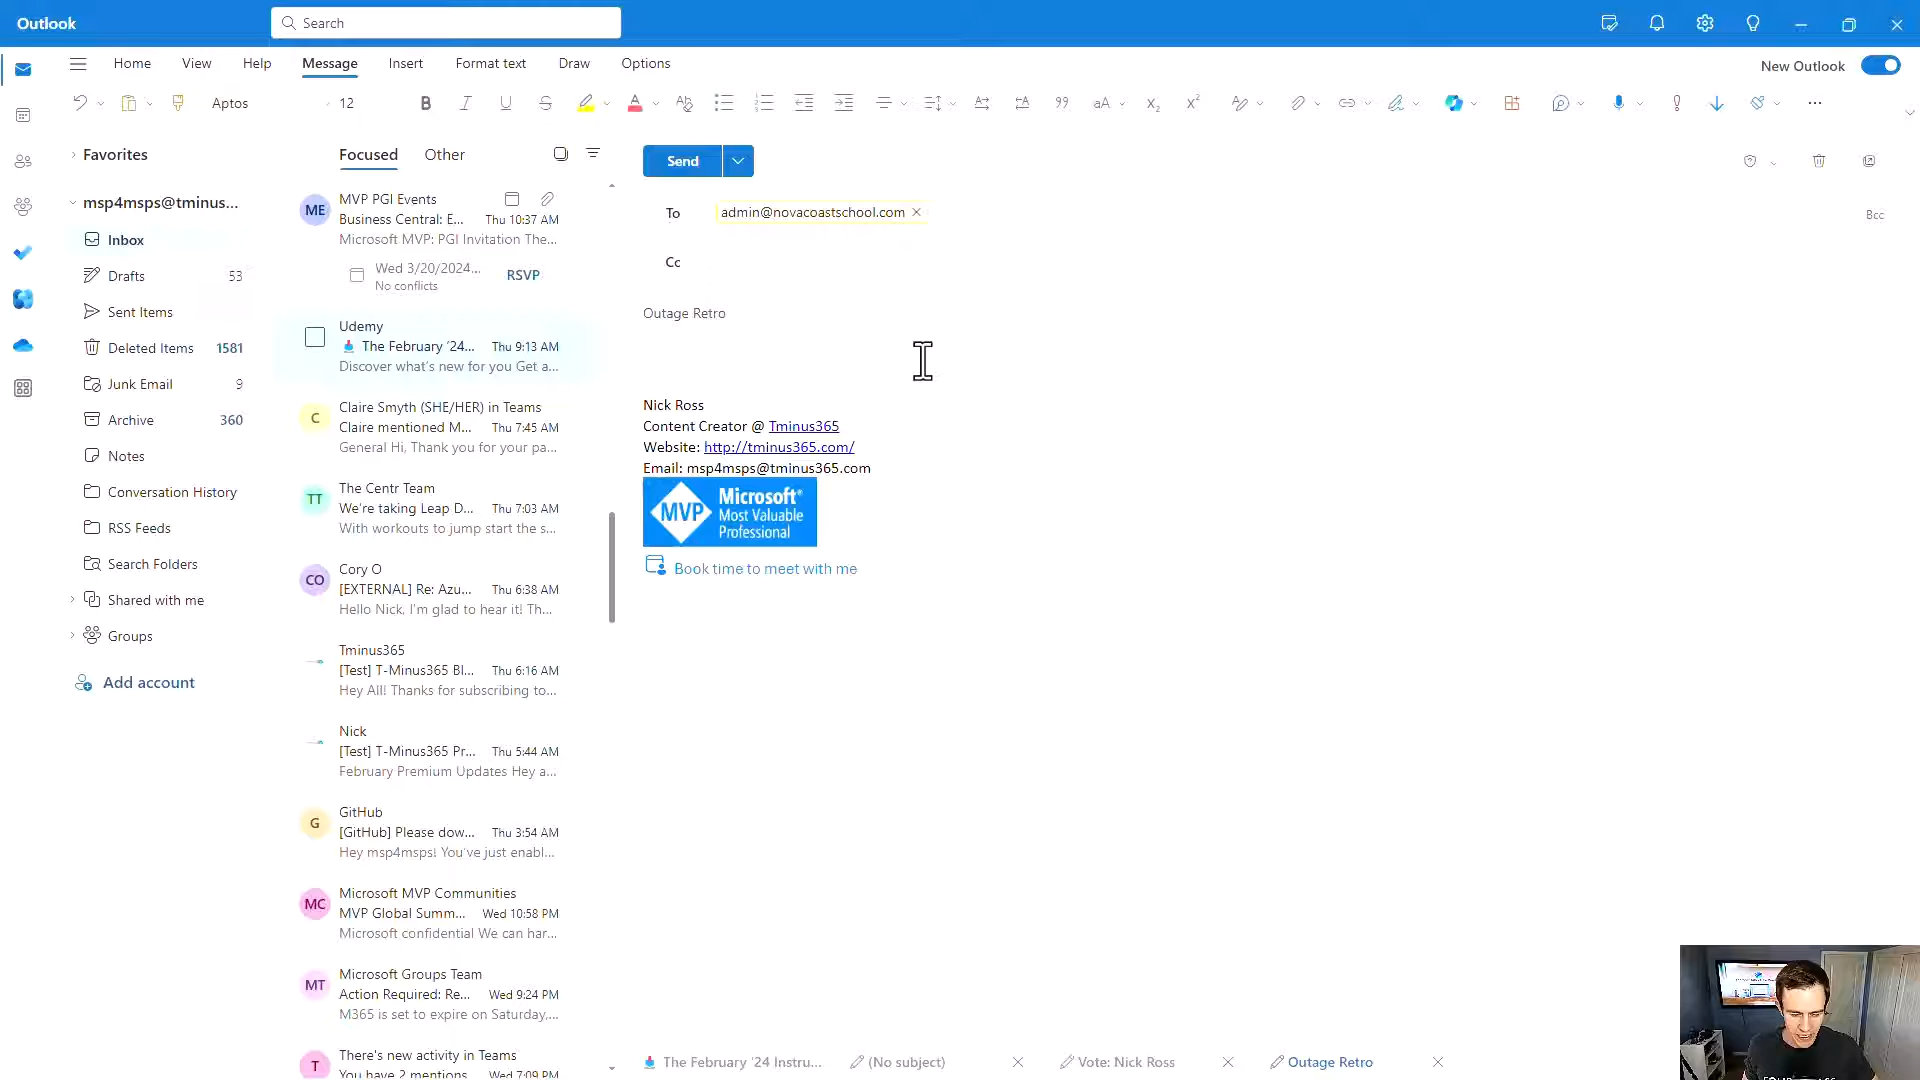 Outlook
Search
Home View Help Message Insert Format text Draw Options
New Outlook
Aptos 12
Favorites
msp4msps@tminus...
Inbox
Drafts 53
Sent Items
Deleted Items 1581
Junk Email 9
Archive 360
Notes
Conversation History
RSS Feeds
Search Folders
Shared with me
Groups
Add account
Focused Other
ME
MVP PGI Events
Business Central: E... Thu 10:37 AM
Microsoft MVP: PGI Invitation The...
Wed 3/20/2024...
No conflicts
RSVP
Udemy
The February '24... Thu 9:13 AM
Discover what's new for you Get a...
C
Claire Smyth (SHE/HER) in Teams
Claire mentioned M... Thu 7:45 AM
General Hi, Thank you for your pa...
TT
The Centr Team
We're taking Leap D... Thu 7:03 AM
With workouts to jump start the s...
CO
Cory O
[EXTERNAL] Re: Azu... Thu 6:38 AM
Hello Nick, I'm glad to hear it! Th...
Tminus365
[Test] T-Minus365 Bl... Thu 6:16 AM
Hey All! Thanks for subscribing to...
Nick
[Test] T-Minus365 Pr... Thu 5:44 AM
February Premium Updates Hey a...
G
GitHub
[GitHub] Please dow... Thu 3:54 AM
Hey msp4msps! You've just enabl...
MC
Microsoft MVP Communities
MVP Global Summ... Wed 10:58 PM
Microsoft confidential We can har...
MT
Microsoft Groups Team
Action Required: Re... Wed 9:24 PM
M365 is set to expire on Saturday,...
T
There's new activity in Teams
You have 2 mentions Wed 7:09 PM
Send
To admin@novacoastschool.com
Bcc
Cc
Outage Retro
Nick Ross
Content Creator @ Tminus365
Website: http://tminus365.com/
Email: msp4msps@tminus365.com
MVP
Microsoft®
Most Valuable
Professional
Book time to meet with me
The February '24 Instru... (No subject) Vote: Nick Ross Outage Retro